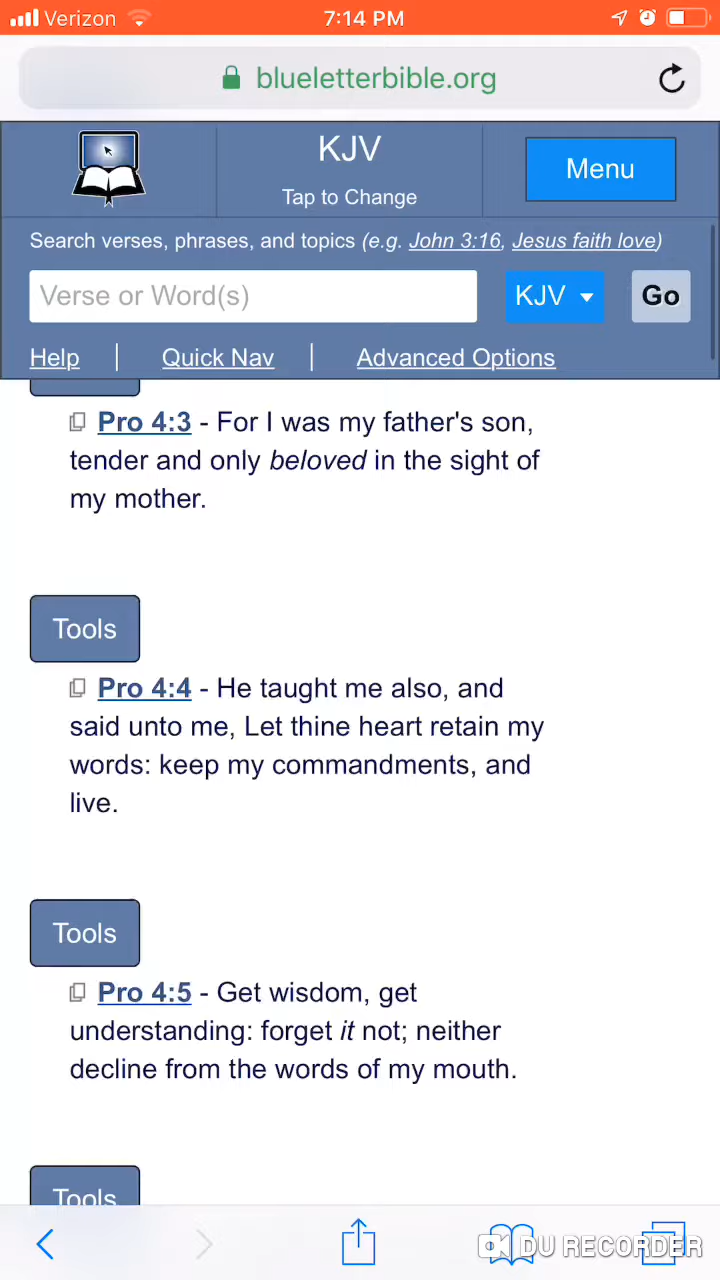 Verizon 7:14 PM
blueletterbible.org
KJV
Tap to Change
Menu
Search verses, phrases, and topics (e.g. John 3:16, Jesus faith love)
Verse or Word(s) KJV Go
Help | Quick Nav | Advanced Options
Pro 4:3 - For I was my father's son,
tender and only beloved in the sight of
my mother.
Tools
Pro 4:4 - He taught me also, and
said unto me, Let thine heart retain my
words: keep my commandments, and
live.
Tools
Pro 4:5 - Get wisdom, get
understanding: forget it not; neither
decline from the words of my mouth.
Tools
DU RECORDER